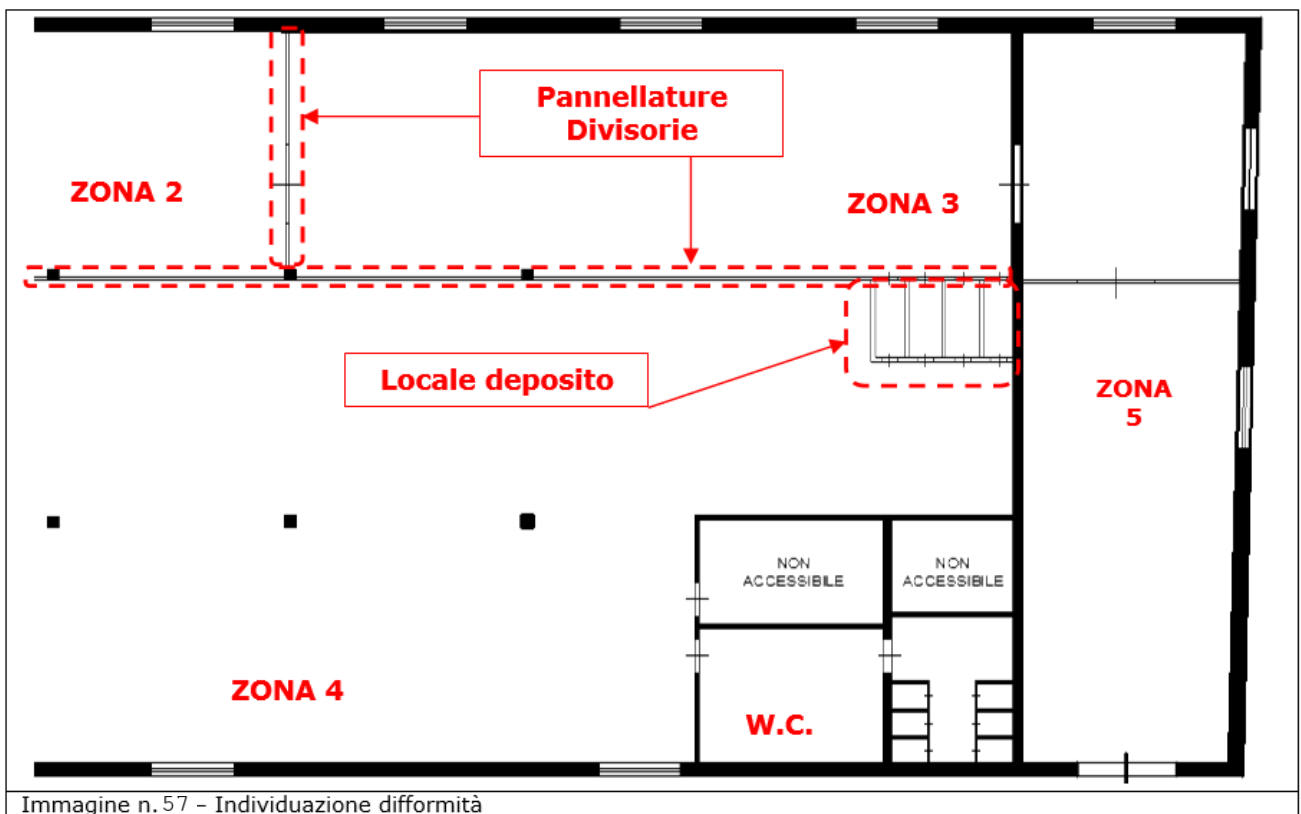 Pannellature
Divisorie
ZONA 2
ZONA 3
Locale deposito
ZONA
5
NON
ACCESSIBILE
NON
ACCESSIBILE
ZONA 4
W.C.
Immagine n. 57 – Individuazione difformità